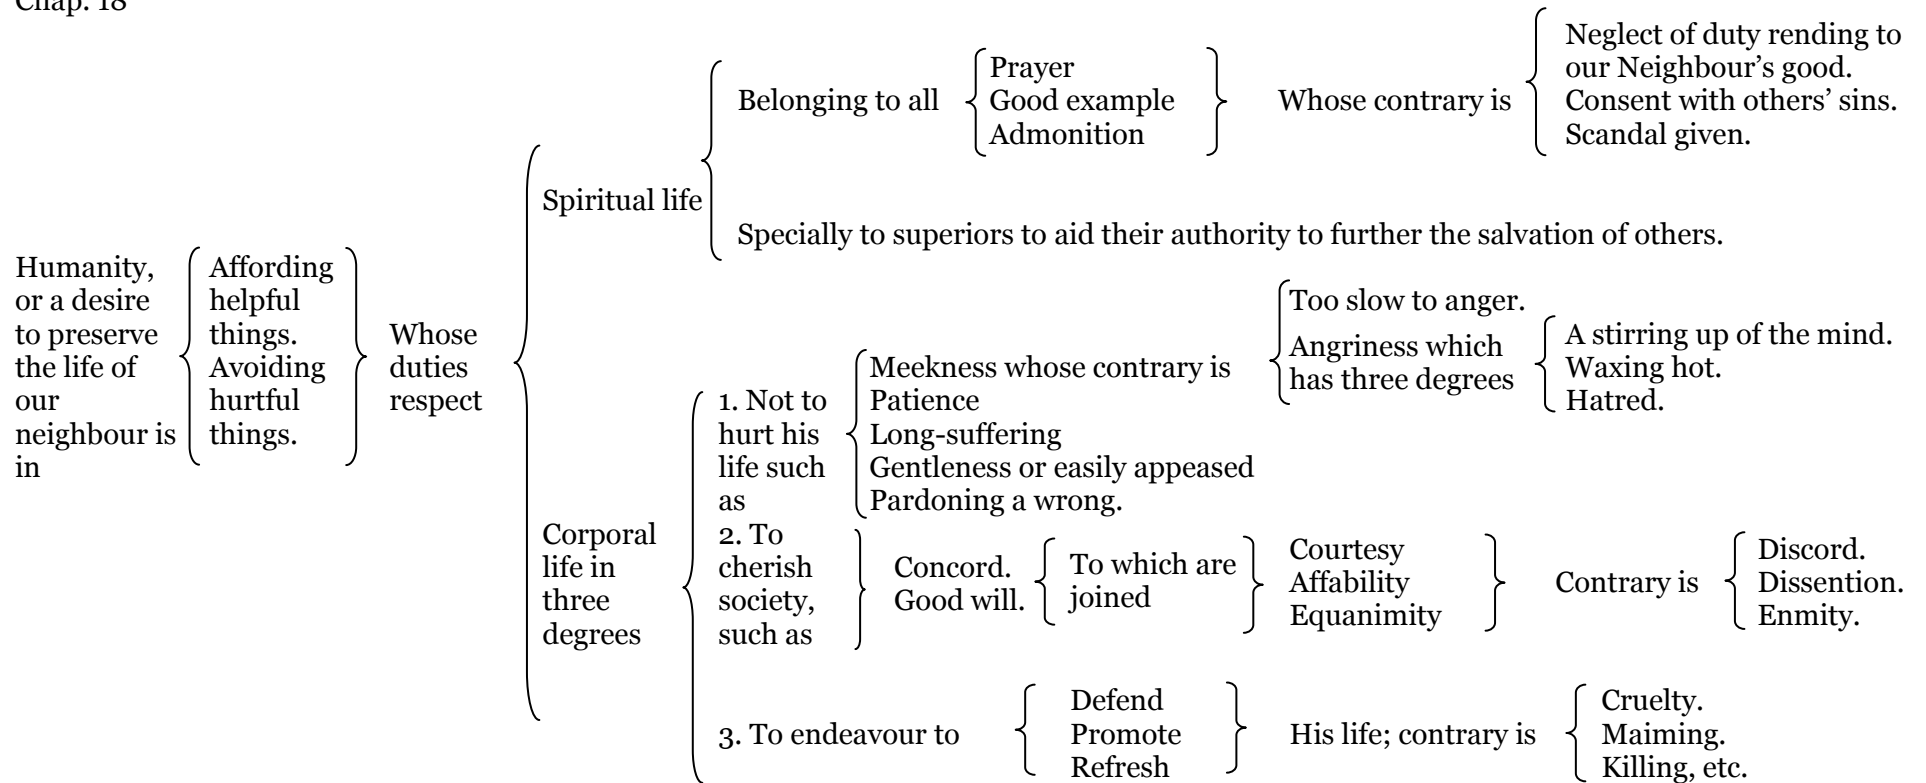 Chap. 18
Humanity,
or a desire
to preserve
the life of
our
neighbour is
in
Affording
helpful
things.
Avoiding
hurtful
things.
Whose
duties
respect
Spiritual life
Belonging to all
Prayer
Good example
Admonition
Whose contrary is
Neglect of duty rending to
our Neighbour’s good.
Consent with others’ sins.
Scandal given.
Specially to superiors to aid their authority to further the salvation of others.
Corporal
life in
three
degrees
1. Not to
hurt his
life such
as
Meekness whose contrary is
Too slow to anger.
Angriness which
has three degrees
A stirring up of the mind.
Waxing hot.
Hatred.
Patience
Long-suffering
Gentleness or easily appeased
Pardoning a wrong.
2. To
cherish
society,
such as
Concord.
Good will.
To which are
joined
Courtesy
Affability
Equanimity
Contrary is
Discord.
Dissention.
Enmity.
3. To endeavour to
Defend
Promote
Refresh
His life; contrary is
Cruelty.
Maiming.
Killing, etc.